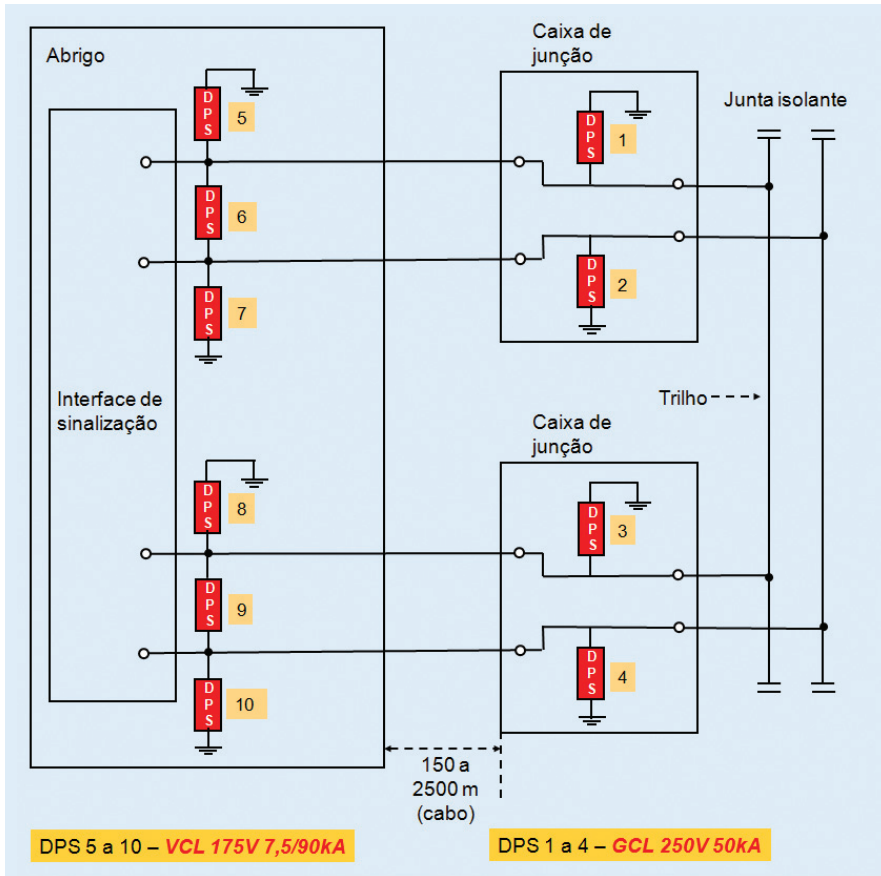 Abrigo
Caixa de
junção
Junta isolante
DPS
5
DPS
1
DPS
6
DPS
2
DPS
7
Interface de
sinalização
Trilho
Caixa de
junção
DPS
8
DPS
3
DPS
9
DPS
4
DPS
10
150 a
2500 m
(cabo)
DPS 5 a 10 – VCL 175V 7,5/90kA
DPS 1 a 4 – GCL 250V 50kA